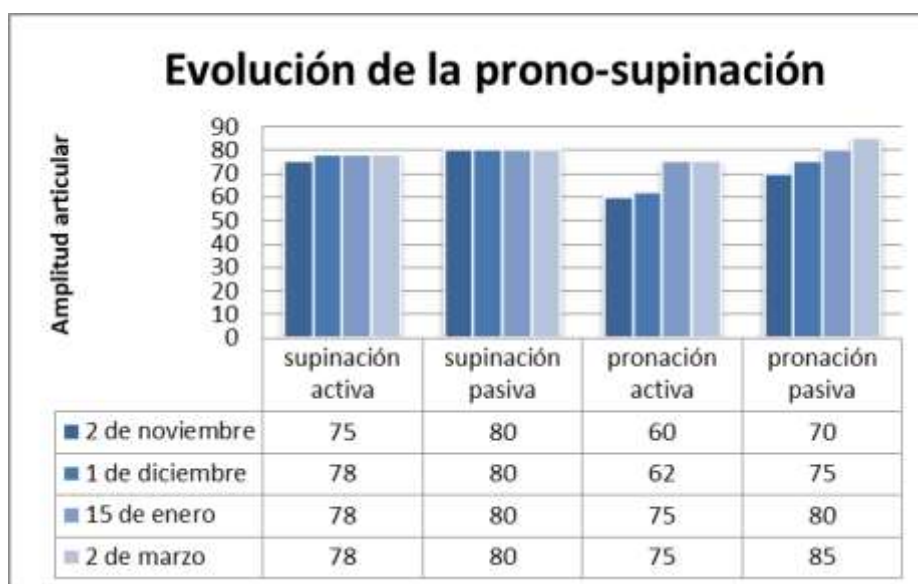 Evolución de la prono-supinación
Amplitud articular
90
80
70
60
50
40
30
20
10
0
supinación activa supinación pasiva pronación activa pronación pasiva
2 de noviembre 75 80 60 70
1 de diciembre 78 80 62 75
15 de enero 78 80 75 80
2 de marzo 78 80 75 85